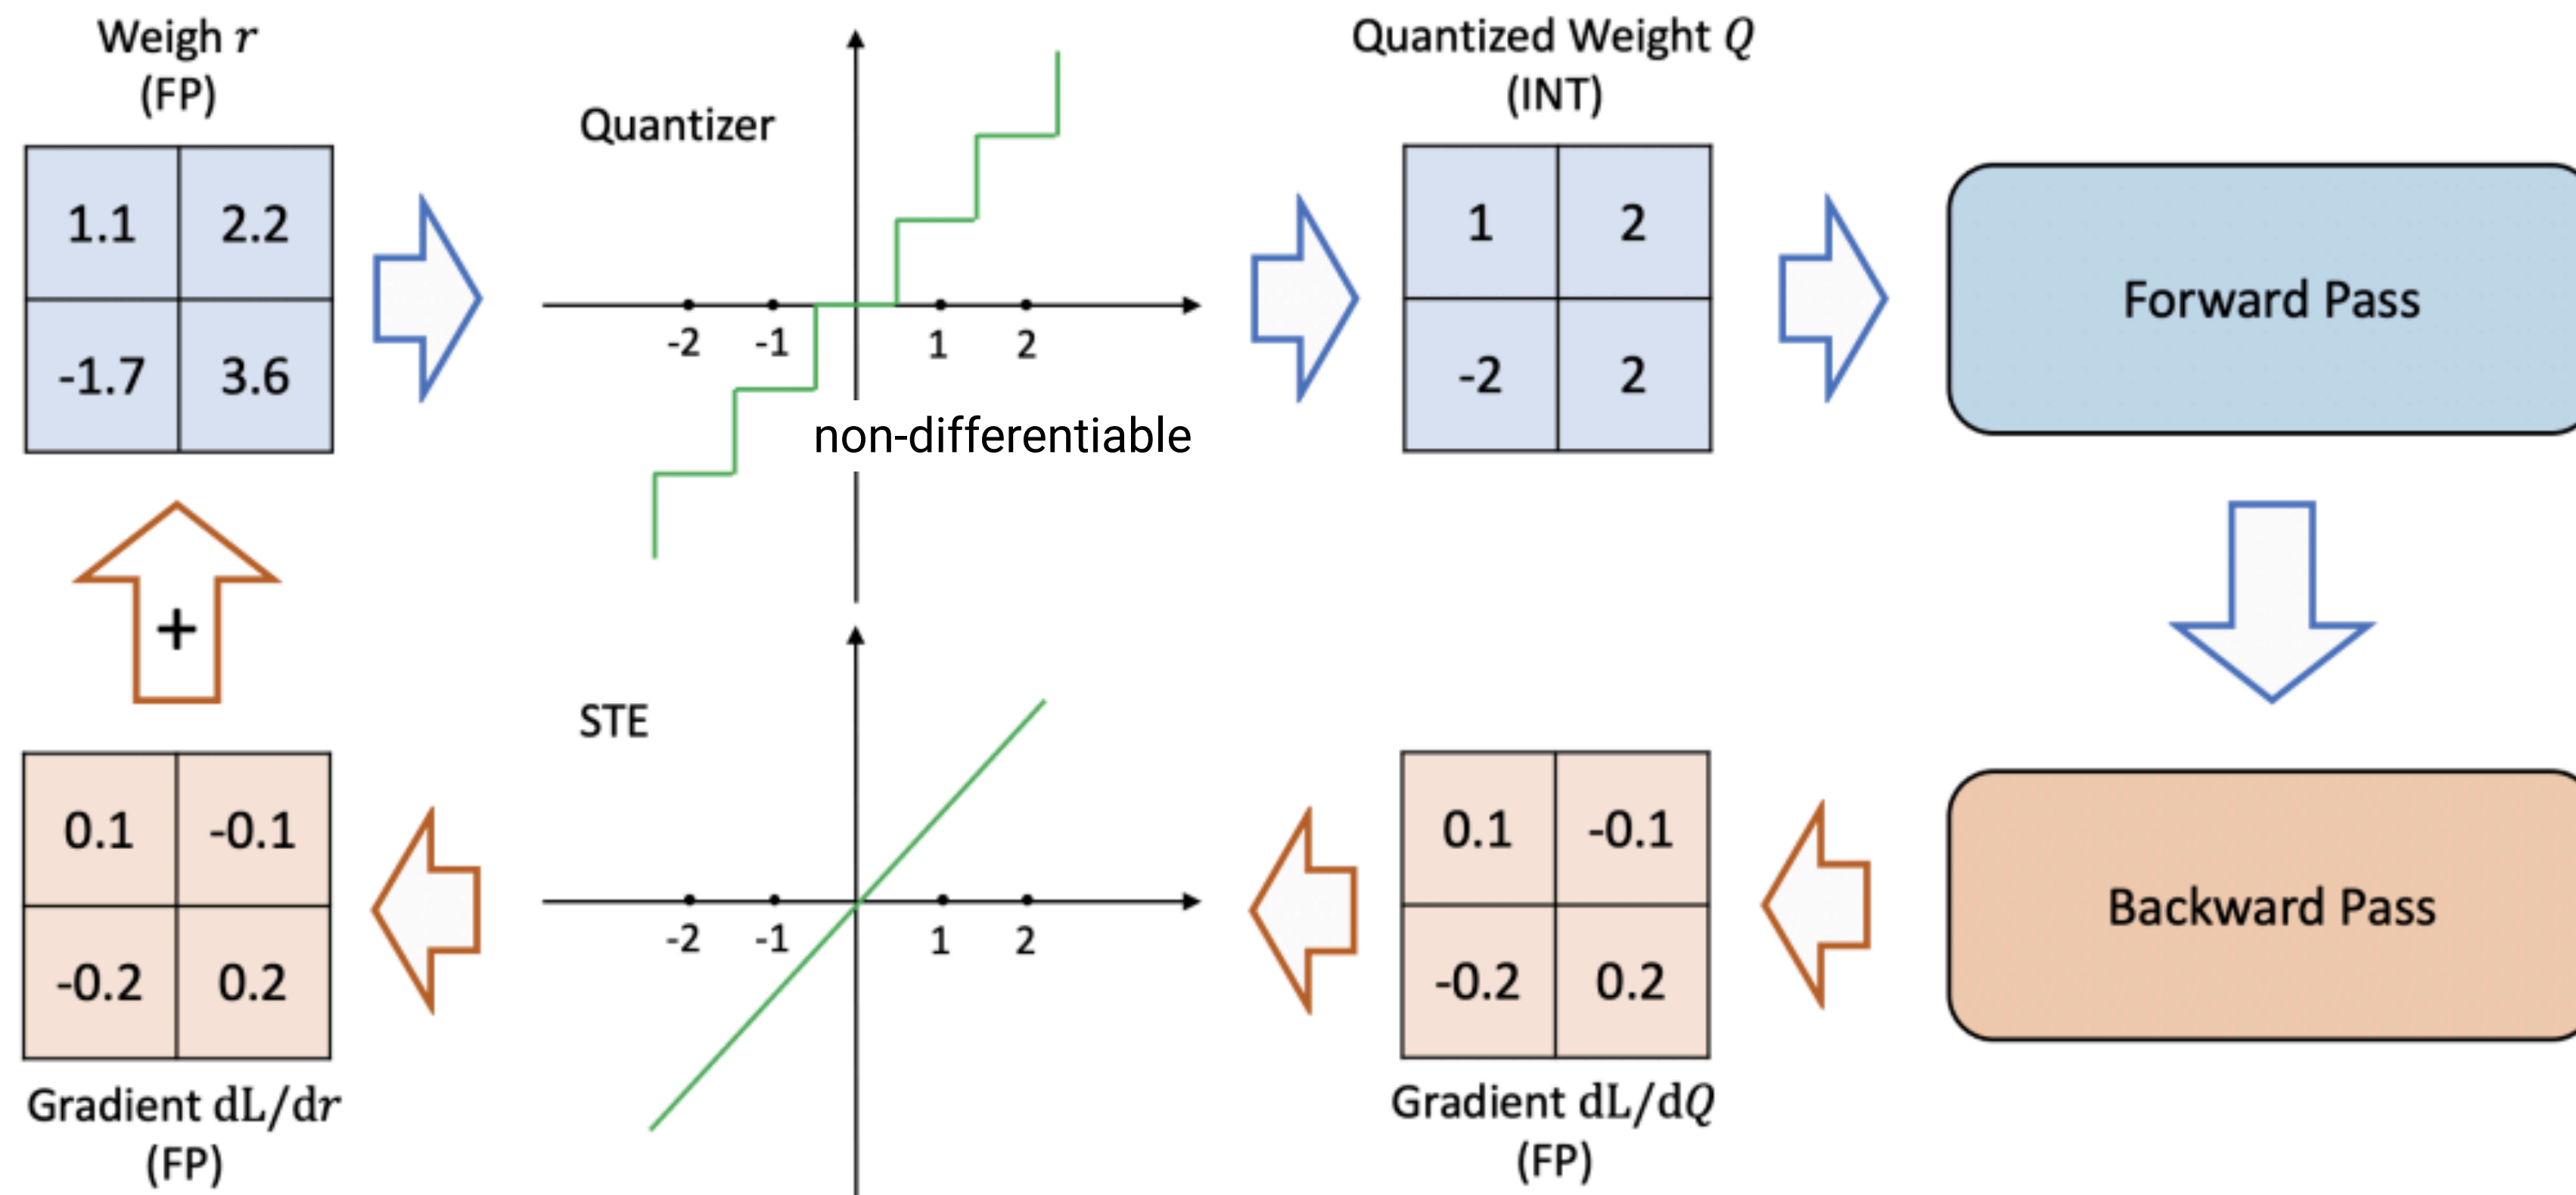 Weigh r
(FP)
1.1 2.2
-1.7 3.6
Quantizer
-2 -1 1 2
non-differentiable
Quantized Weight Q
(INT)
1 2
-2 2
Forward Pass
+
0.1 -0.1
-0.2 0.2
Gradient dL/dr
(FP)
STE
-2 -1 1 2
0.1 -0.1
-0.2 0.2
Gradient dL/dQ
(FP)
Backward Pass